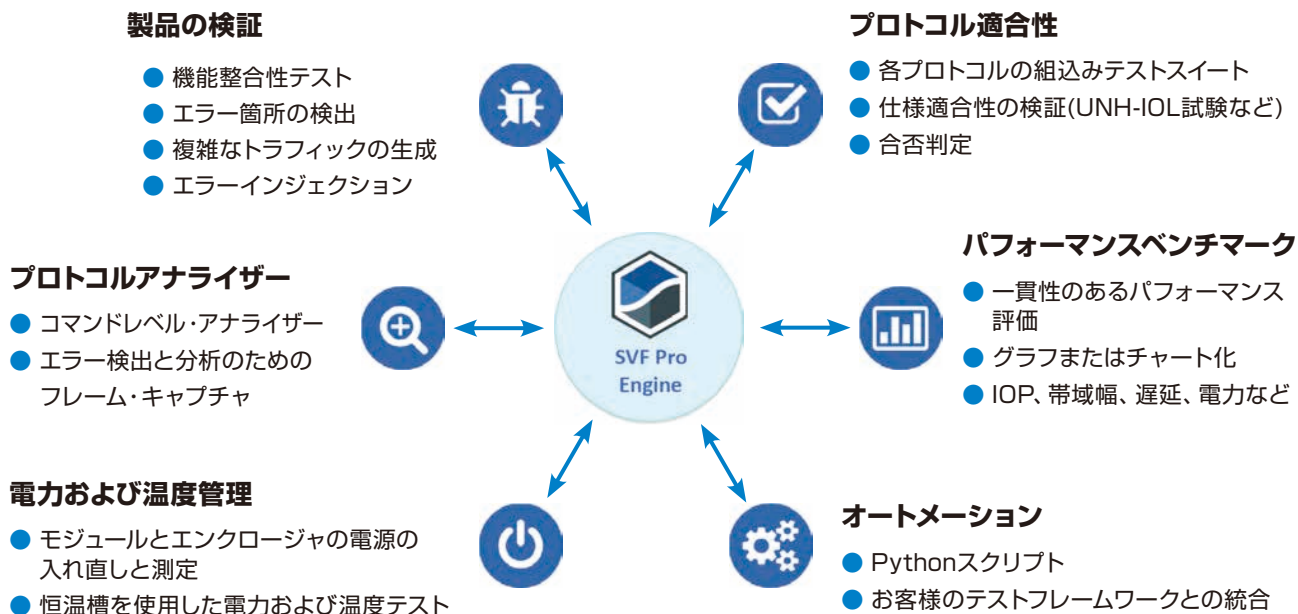 製品の検証
機能整合性テスト
エラー箇所の検出
複雑なトラフィックの生成
エラーインジェクション
プロトコル適合性
各プロトコルの組込みテストスイート
仕様適合性の検証(UNH-IOL試験など)
合否判定
プロトコルアナライザー
コマンドレベル・アナライザー
エラー検出と分析のための
フレーム・キャプチャ
SVF Pro
Engine
パフォーマンスベンチマーク
一貫性のあるパフォーマンス
評価
グラフまたはチャート化
IOP、帯域幅、遅延、電力など
電力および温度管理
モジュールとエンクロージャの電源の
入れ直しと測定
恒温槽を使用した電力および温度テスト
オートメーション
Pythonスクリプト
お客様のテストフレームワークとの統合